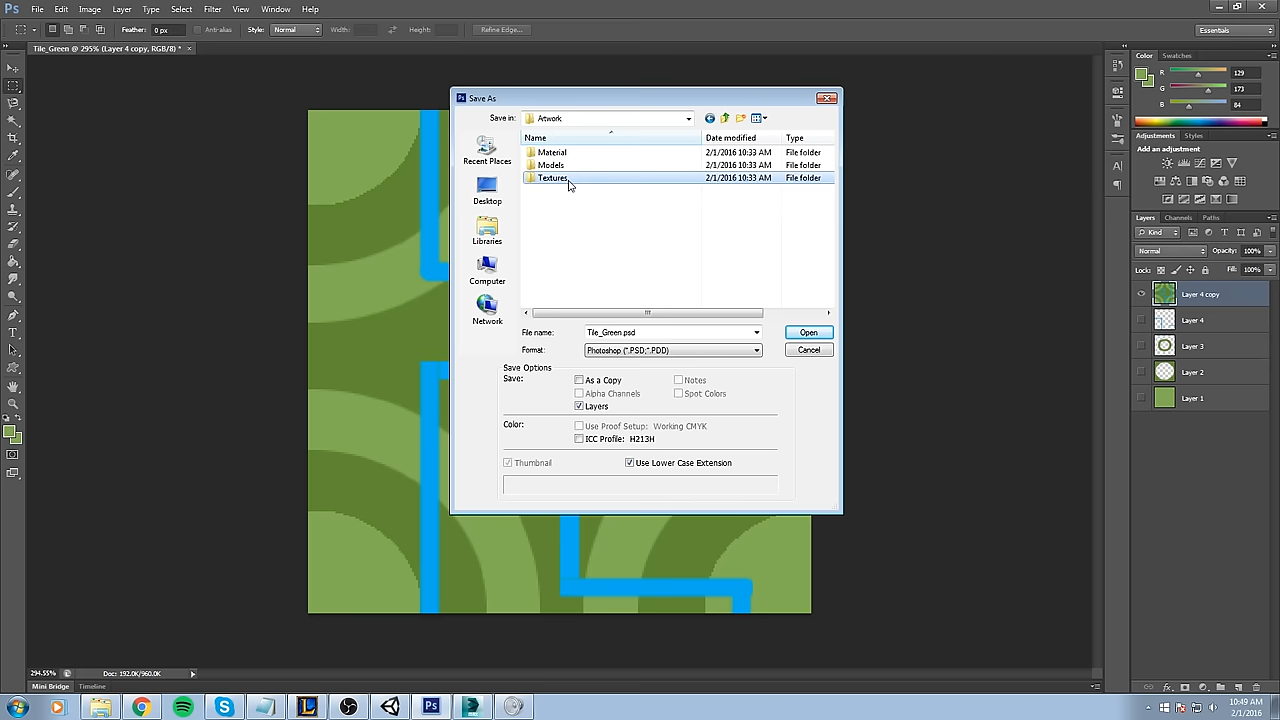 Ps File Edit Image Layer Type Select Filter View Window Help
Feather: 0 px Anti-alias Style: Normal Width: Height: Refine Edge... Essentials
Tile_Green @ 295% (Layer 4 copy, RGB/8) * ×
Save As
Save in: Artwork
Name Date modified Type
Material 2/1/2016 10:33 AM File folder
Models 2/1/2016 10:33 AM File folder
Textures 2/1/2016 10:33 AM File folder
Recent Places
Desktop
Libraries
Computer
Network
File name: Tile_Green.psd Open
Format: Photoshop (*.PSD;*.PDD) Cancel
Save Options
Save: As a Copy Notes
Alpha Channels Spot Colors
Layers
Color: Use Proof Setup: Working CMYK
ICC Profile: H213H
Thumbnail Use Lower Case Extension
Color Swatches
R 129
G 173
B 84
Adjustments Styles
Add an adjustment
Layers Channels Paths
Kind
Normal Opacity: 100%
Lock: Fill: 100%
Layer 4 copy
Layer 4
Layer 3
Layer 2
Layer 1
294.55% Doc: 192.0K/960.0K
Mini Bridge Timeline
10:49 AM
2/1/2016